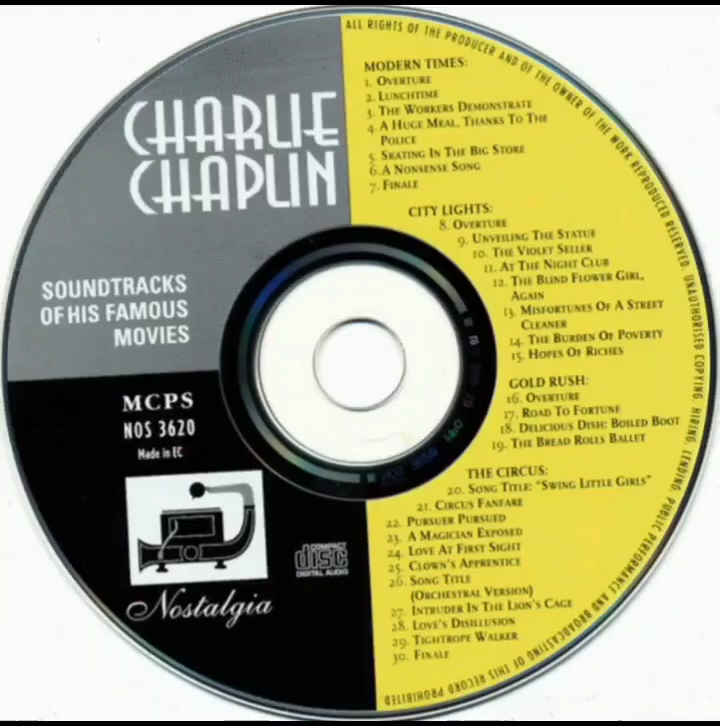 CHARLIE
CHAPLIN
SOUNDTRACKS
OF HIS FAMOUS
MOVIES
MCPS
NOS 3620
Made in EC
Nostalgia
COMPACT
disc
DIGITAL AUDIO
MODERN TIMES:
1. OVERTURE
2. LUNCHTIME
3. THE WORKERS DEMONSTRATE
4. A HUGE MEAL, THANKS TO THE
POLICE
5. SKATING IN THE BIG STORE
6. A NONSENSE SONG
7. FINALE
CITY LIGHTS:
8. OVERTURE
9. UNVEILING THE STATUE
10. THE VIOLET SELLER
11. AT THE NIGHT CLUB
12. THE BLIND FLOWER GIRL,
AGAIN
13. MISFORTUNES OF A STREET
CLEANER
14. THE BURDEN OF POVERTY
15. HOPES OF RICHES
GOLD RUSH:
16. OVERTURE
17. ROAD TO FORTUNE
18. DELICIOUS DISH: BOILED BOOT
19. THE BREAD ROLLS BALLET
THE CIRCUS:
20. SONG TITLE: "SWING LITTLE GIRLS"
21. CIRCUS FANFARE
22. PURSUER PURSUED
23. A MAGICIAN EXPOSED
24. LOVE AT FIRST SIGHT
25. CLOWN'S APPRENTICE
26. SONG TITLE
(ORCHESTRAL VERSION)
27. INTRUDER IN THE LION'S CAGE
28. LOVE'S DISILLUSION
29. TIGHTROPE WALKER
30. FINALE
ALL RIGHTS OF THE PRODUCER AND OF THE OWNER OF THE WORK REPRODUCED RESERVED. UNAUTHORISED COPYING, HIRING, LENDING, PUBLIC PERFORMANCE AND BROADCASTING OF THIS RECORD PROHIBITED